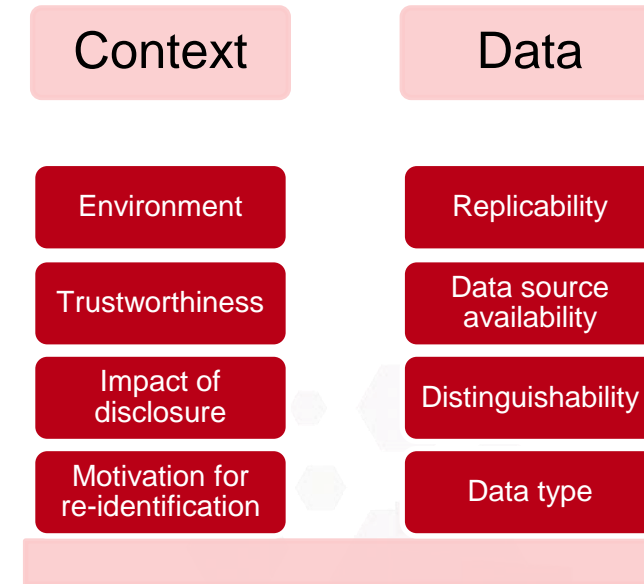 Context
Data
Environment
Trustworthiness
Impact of
disclosure
Motivation for
re-identification
Replicability
Data source
availability
Distinguishability
Data type